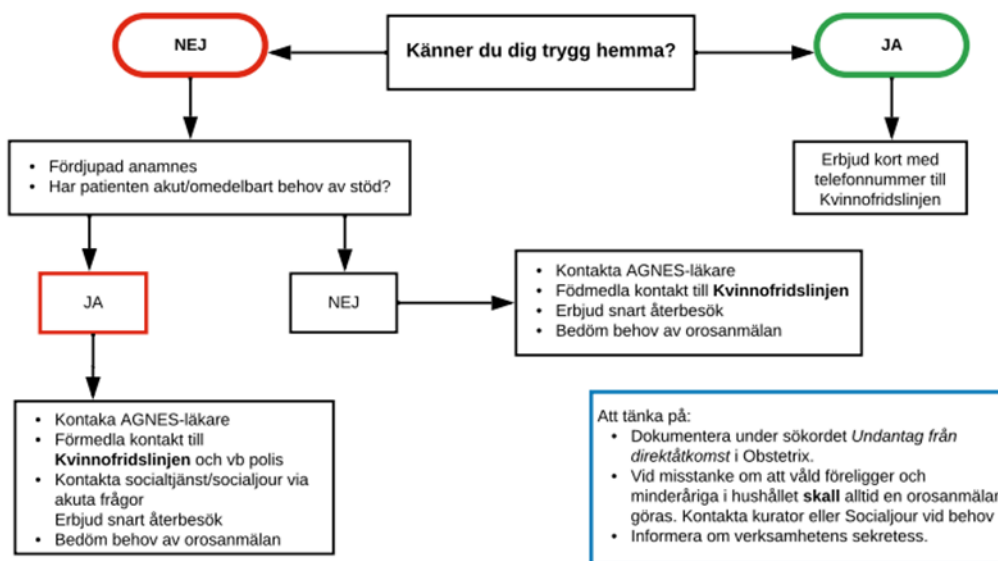 NEJ
Känner du dig trygg hemma?
JA
• Fördjupad anamnes
• Har patienten akut/omedelbart behov av stöd?
Erbjud kort med
telefonnummer till
Kvinnofridslinjen
JA
NEJ
• Kontakta AGNES-läkare
• Födmedla kontakt till Kvinnofridslinjen
• Erbjud snart återbesök
• Bedöm behov av orosanmälan
• Kontaka AGNES-läkare
• Förmedla kontakt till
Kvinnofridslinjen och vb polis
• Kontakta socialtjänst/socialjour via
akuta frågor
Erbjud snart återbesök
• Bedöm behov av orosanmälan
Att tänka på:
• Dokumentera under sökordet Undantag från
direktåtkomst i Obstetrix.
• Vid misstanke om att våld föreligger och
minderåriga i hushållet skall alltid en orosanmälan
göras. Kontakta kurator eller Socialjour vid behov
• Informera om verksamhetens sekretess.